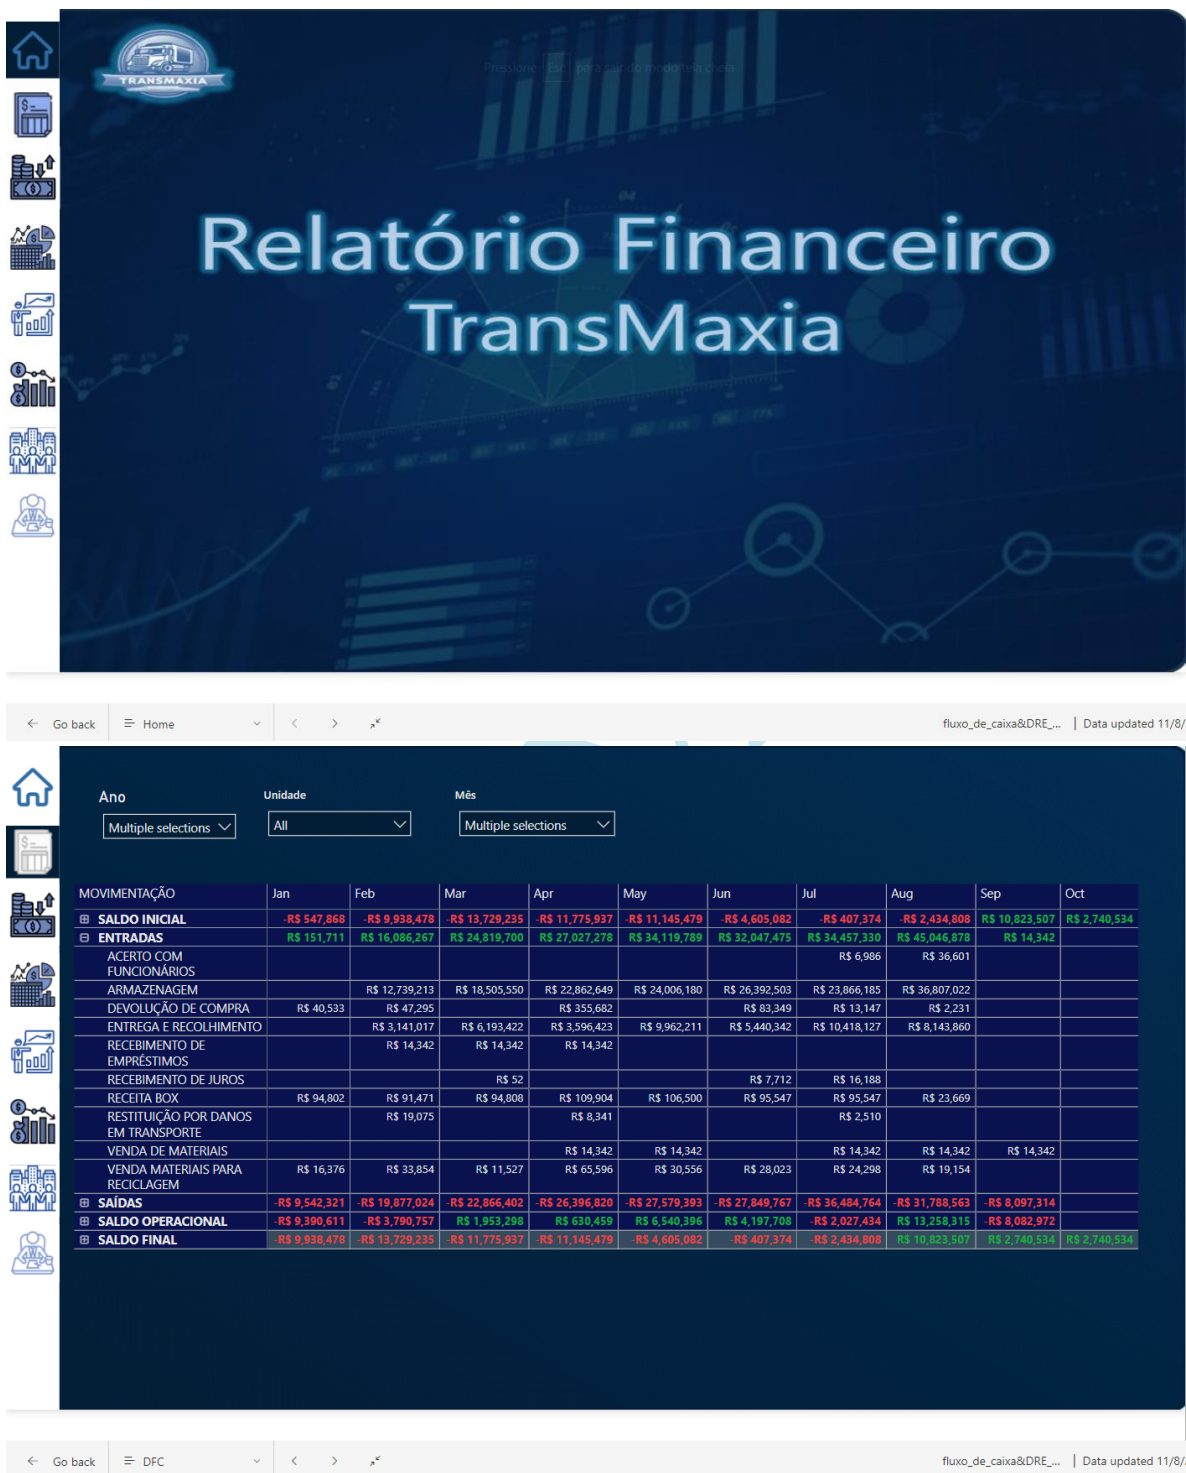 TRANSMAXIA
Pressione Esc para sair do modo tela cheia
Relatório Financeiro
TransMaxia
Go back Home fluxo_de_caixa&DRE_... | Data updated 11/8/
Ano Unidade Mês
Multiple selections All Multiple selections
MOVIMENTAÇÃO Jan Feb Mar Apr May Jun Jul Aug Sep Oct
SALDO INICIAL -R$ 547,868 -R$ 9,938,478 -R$ 13,729,235 -R$ 11,775,937 -R$ 11,145,479 -R$ 4,605,082 -R$ 407,374 -R$ 2,434,808 R$ 10,823,507 R$ 2,740,534
ENTRADAS R$ 151,711 R$ 16,086,267 R$ 24,819,700 R$ 27,027,278 R$ 34,119,789 R$ 32,047,475 R$ 34,457,330 R$ 45,046,878 R$ 14,342
ACERTO COM R$ 6,986 R$ 36,601
FUNCIONÁRIOS
ARMAZENAGEM R$ 12,739,213 R$ 18,505,550 R$ 22,862,649 R$ 24,006,180 R$ 26,392,503 R$ 23,866,185 R$ 36,807,022
DEVOLUÇÃO DE COMPRA R$ 40,533 R$ 47,295 R$ 355,682 R$ 83,349 R$ 13,147 R$ 2,231
ENTREGA E RECOLHIMENTO R$ 3,141,017 R$ 6,193,422 R$ 3,596,423 R$ 9,962,211 R$ 5,440,342 R$ 10,418,127 R$ 8,143,860
RECEBIMENTO DE R$ 14,342 R$ 14,342 R$ 14,342
EMPRÉSTIMOS
RECEBIMENTO DE JUROS R$ 52 R$ 7,712 R$ 16,188
RECEITA BOX R$ 94,802 R$ 91,471 R$ 94,808 R$ 109,904 R$ 106,500 R$ 95,547 R$ 95,547 R$ 23,669
RESTITUIÇÃO POR DANOS R$ 19,075 R$ 8,341 R$ 2,510
EM TRANSPORTE
VENDA DE MATERIAIS R$ 14,342 R$ 14,342 R$ 14,342 R$ 14,342 R$ 14,342
VENDA MATERIAIS PARA R$ 16,376 R$ 33,854 R$ 11,527 R$ 65,596 R$ 30,556 R$ 28,023 R$ 24,298 R$ 19,154
RECICLAGEM
SAÍDAS -R$ 9,542,321 -R$ 19,877,024 -R$ 22,866,402 -R$ 26,396,820 -R$ 27,579,393 -R$ 27,849,767 -R$ 36,484,764 -R$ 31,788,563 -R$ 8,097,314
SALDO OPERACIONAL -R$ 9,390,611 -R$ 3,790,757 R$ 1,953,298 R$ 630,459 R$ 6,540,396 R$ 4,197,708 -R$ 2,027,434 R$ 13,258,315 -R$ 8,082,972
SALDO FINAL -R$ 9,938,478 -R$ 13,729,235 -R$ 11,775,937 -R$ 11,145,479 -R$ 4,605,082 -R$ 407,374 -R$ 2,434,808 R$ 10,823,507 R$ 2,740,534 R$ 2,740,534
Go back DFC fluxo_de_caixa&DRE_... | Data updated 11/8/